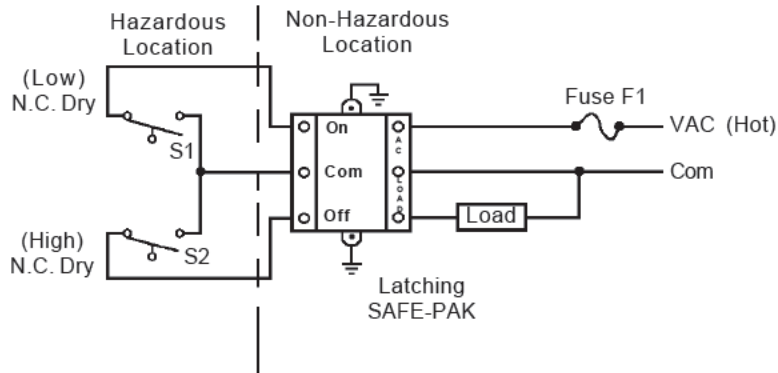 Hazardous
Location
Non-Hazardous
Location
(Low)
N.C. Dry
S1
(High)
N.C. Dry
S2
On
Com
Off
AC
LOAD
Fuse F1
VAC (Hot)
Com
Load
Latching
SAFE-PAK